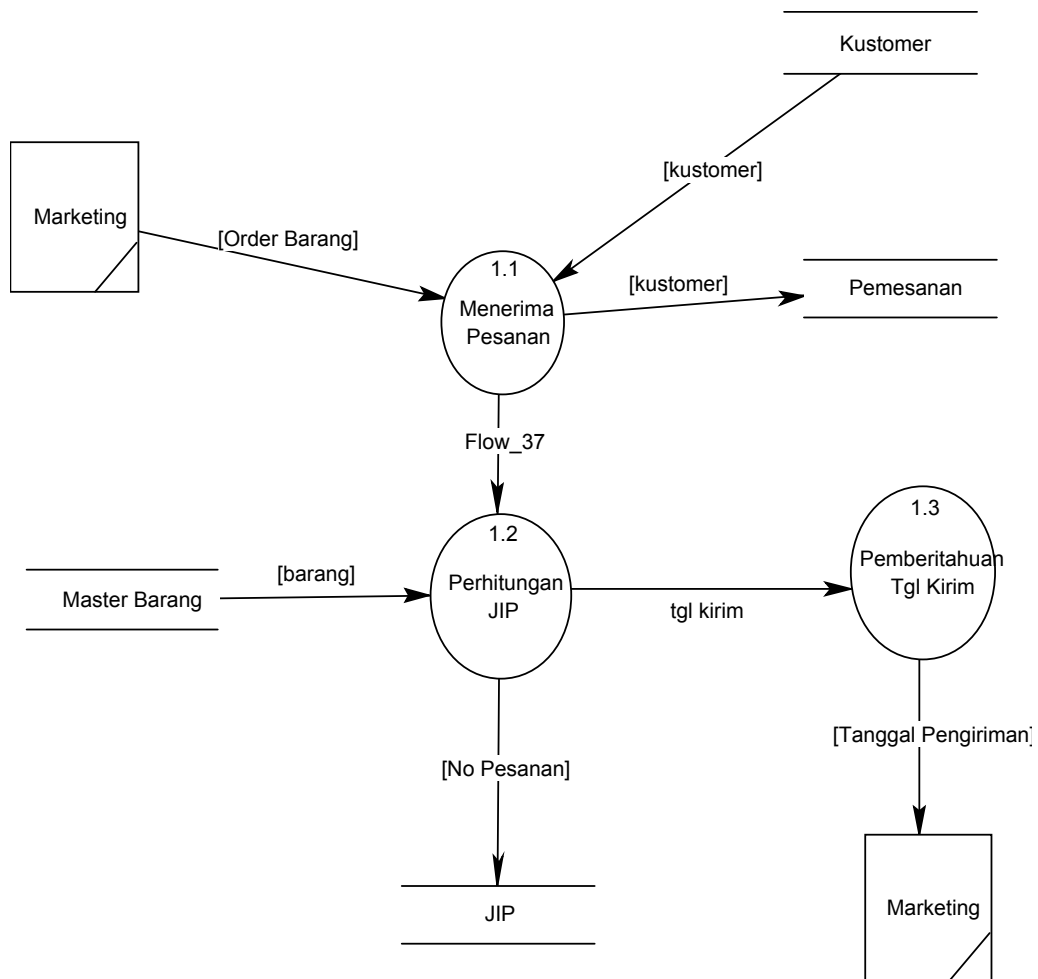 Kustomer
[kustomer]
Marketing
[Order Barang]
1.1
Menerima
Pesanan
[kustomer]
Pemesanan
Flow_37
1.2
Perhitungan
JIP
1.3
Pemberitahuan
Tgl Kirim
Master Barang
[barang]
tgl kirim
[No Pesanan]
[Tanggal Pengiriman]
JIP
Marketing